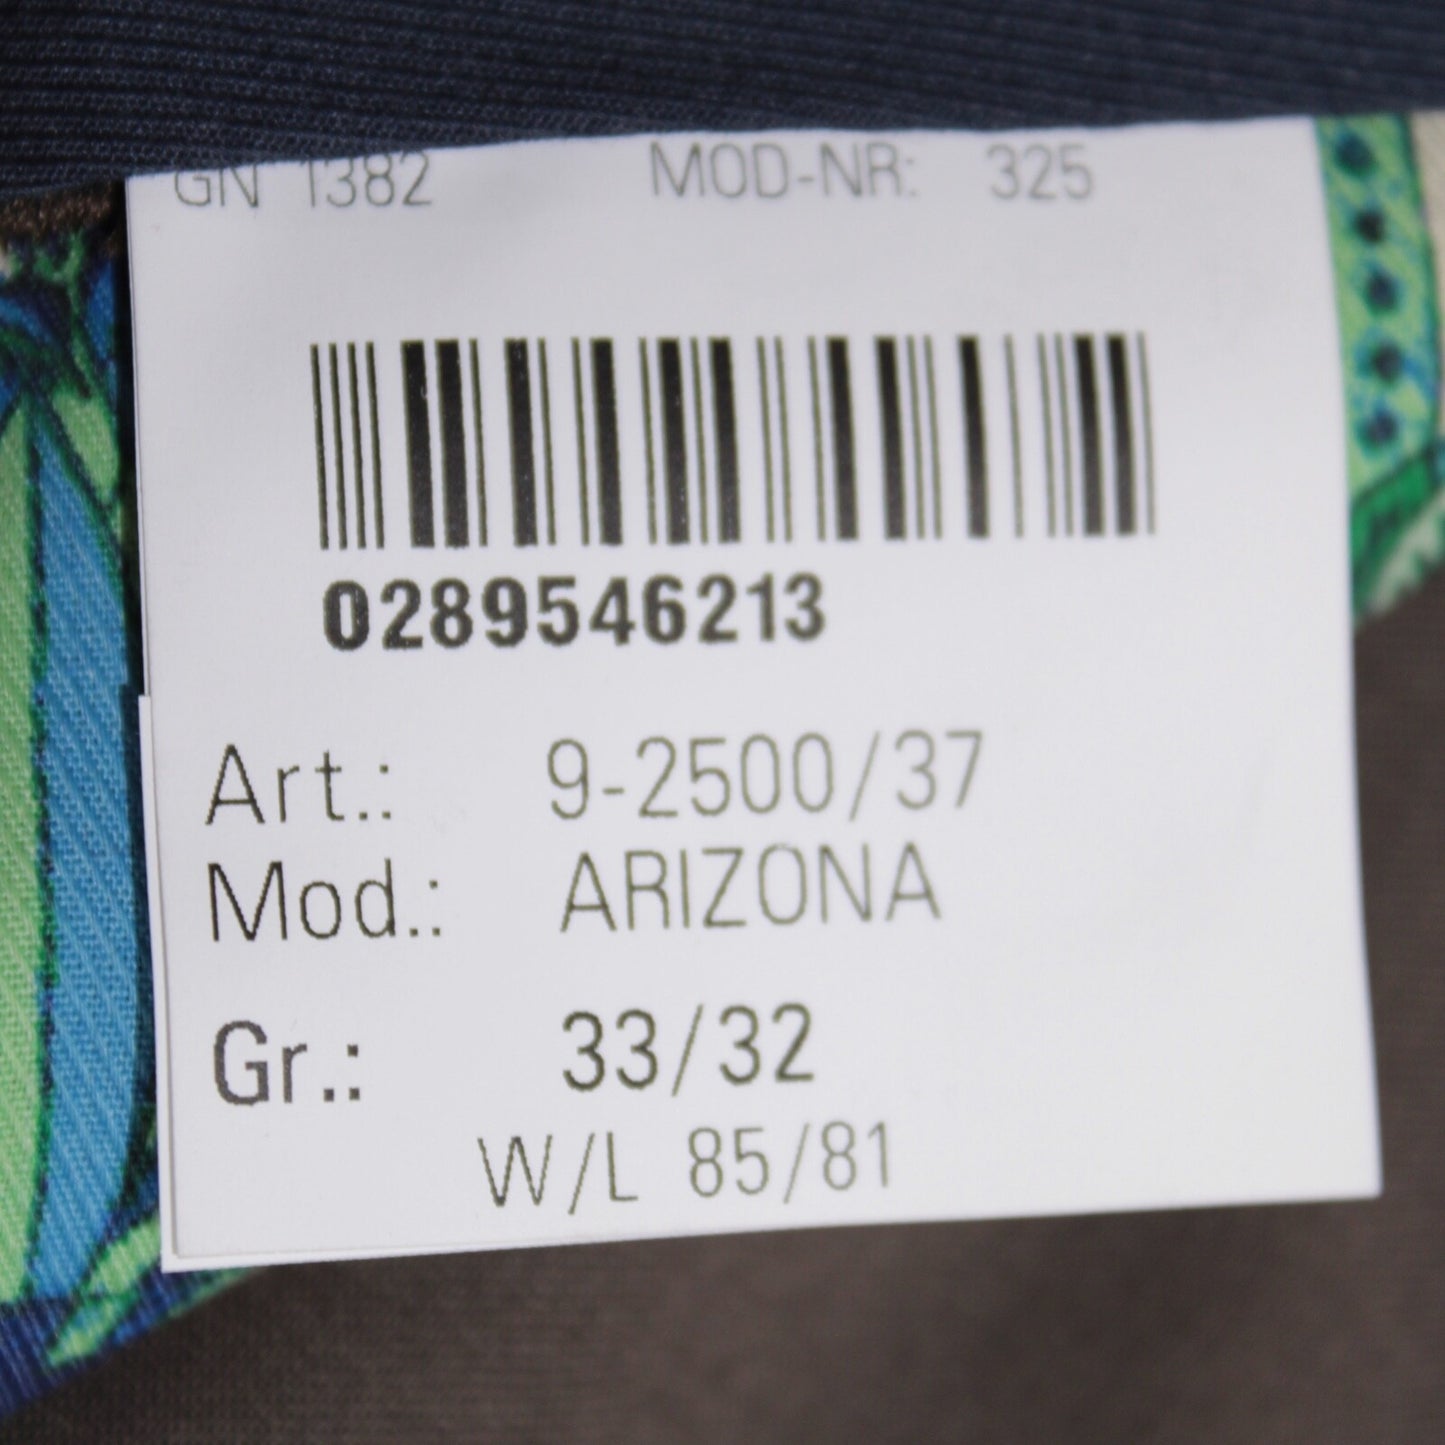 GN 1382 MOD-NR: 325
0289546213
Art.: 9-2500/37
Mod.: ARIZONA
Gr.: 33/32
W/L 85/81